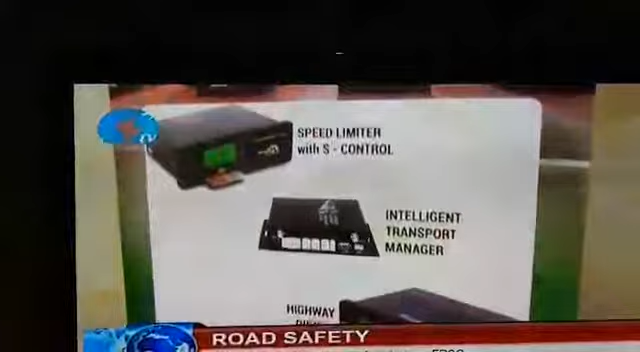 SPEED LIMITER
with S - CONTROL
INTELLIGENT
TRANSPORT
MANAGER
HIGHWAY
ROAD SAFETY